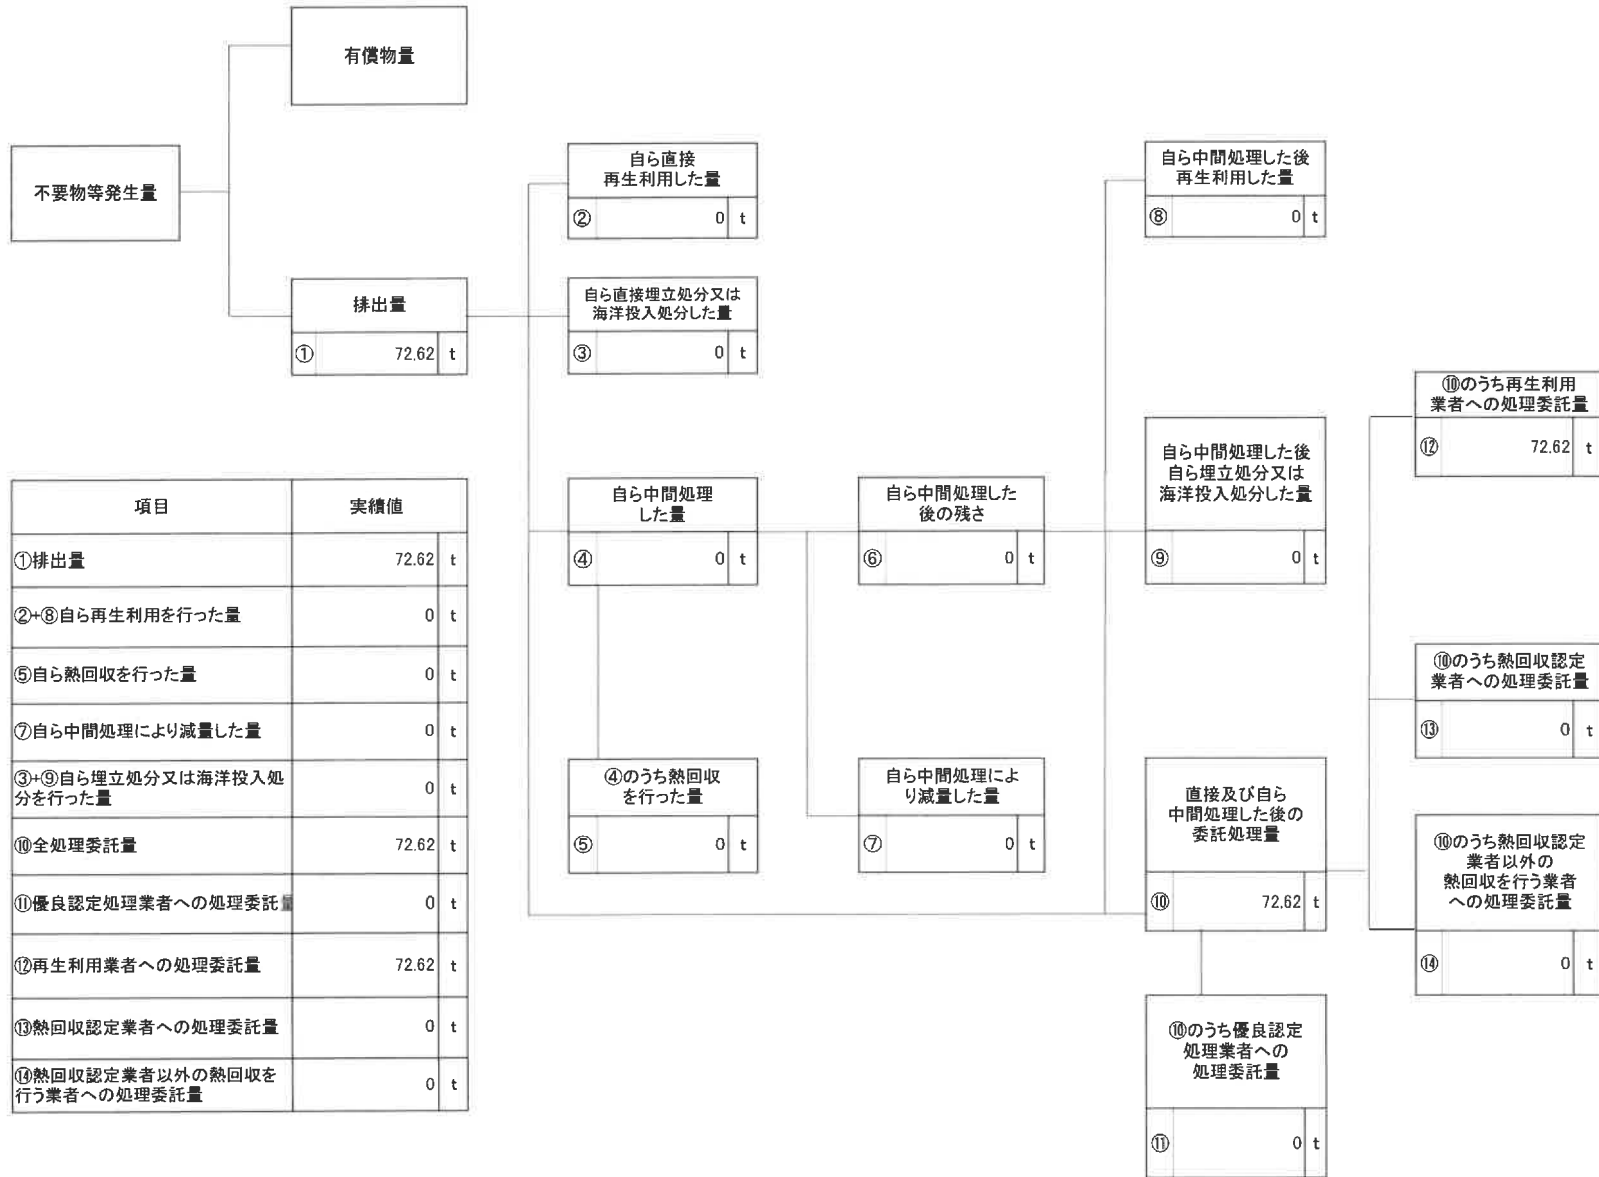 有償物量
不要物等発生量
排出量
① 72.62 t
自ら直接
再生利用した量
② 0 t
自ら直接埋立処分又は
海洋投入処分した量
③ 0 t
自ら中間処理
した量
④ 0 t
④のうち熱回収
を行った量
⑤ 0 t
自ら中間処理した
後の残さ
⑥ 0 t
自ら中間処理によ
り減量した量
⑦ 0 t
自ら中間処理した後
再生利用した量
⑧ 0 t
自ら中間処理した後
自ら埋立処分又は
海洋投入処分した量
⑨ 0 t
直接及び自ら
中間処理した後の
委託処理量
⑩ 72.62 t
⑩のうち優良認定
処理業者への
処理委託量
⑪ 0 t
⑩のうち再生利用
業者への処理委託量
⑫ 72.62 t
⑩のうち熱回収認定
業者への処理委託量
⑬ 0 t
⑩のうち熱回収認定
業者以外の
熱回収を行う業者
への処理委託量
⑭ 0 t
項目 実績値
①排出量 72.62 t
②+⑧自ら再生利用を行った量 0 t
⑤自ら熱回収を行った量 0 t
⑦自ら中間処理により減量した量 0 t
③+⑨自ら埋立処分又は海洋投入処
分を行った量 0 t
⑩全処理委託量 72.62 t
⑪優良認定処理業者への処理委託量 0 t
⑫再生利用業者への処理委託量 72.62 t
⑬熱回収認定業者への処理委託量 0 t
⑭熱回収認定業者以外の熱回収を
行う業者への処理委託量 0 t